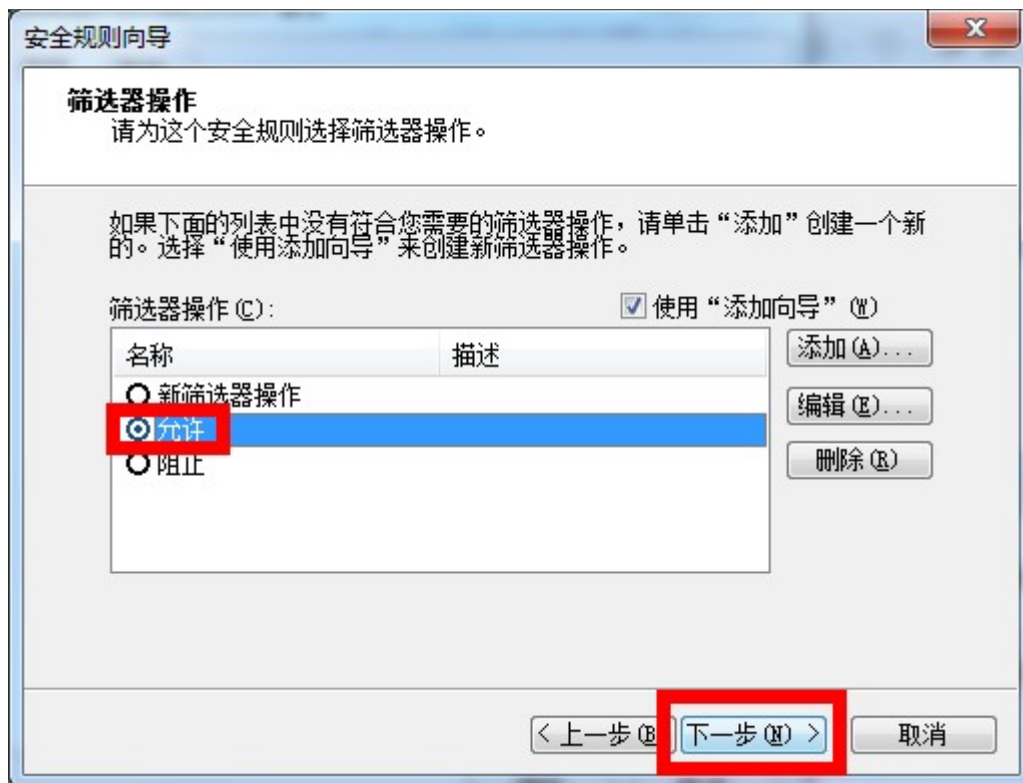 安全规则向导
筛选器操作
请为这个安全规则选择筛选器操作。
如果下面的列表中没有符合您需要的筛选器操作，请单击“添加”创建一个新
的。选择“使用添加向导”来创建新筛选器操作。
筛选器操作(C):
使用“添加向导”(W)
名称 描述
添加(A)...
新筛选器操作
编辑(E)...
允许
阻止
删除(R)
< 上一步(B 下一步(N) > 取消